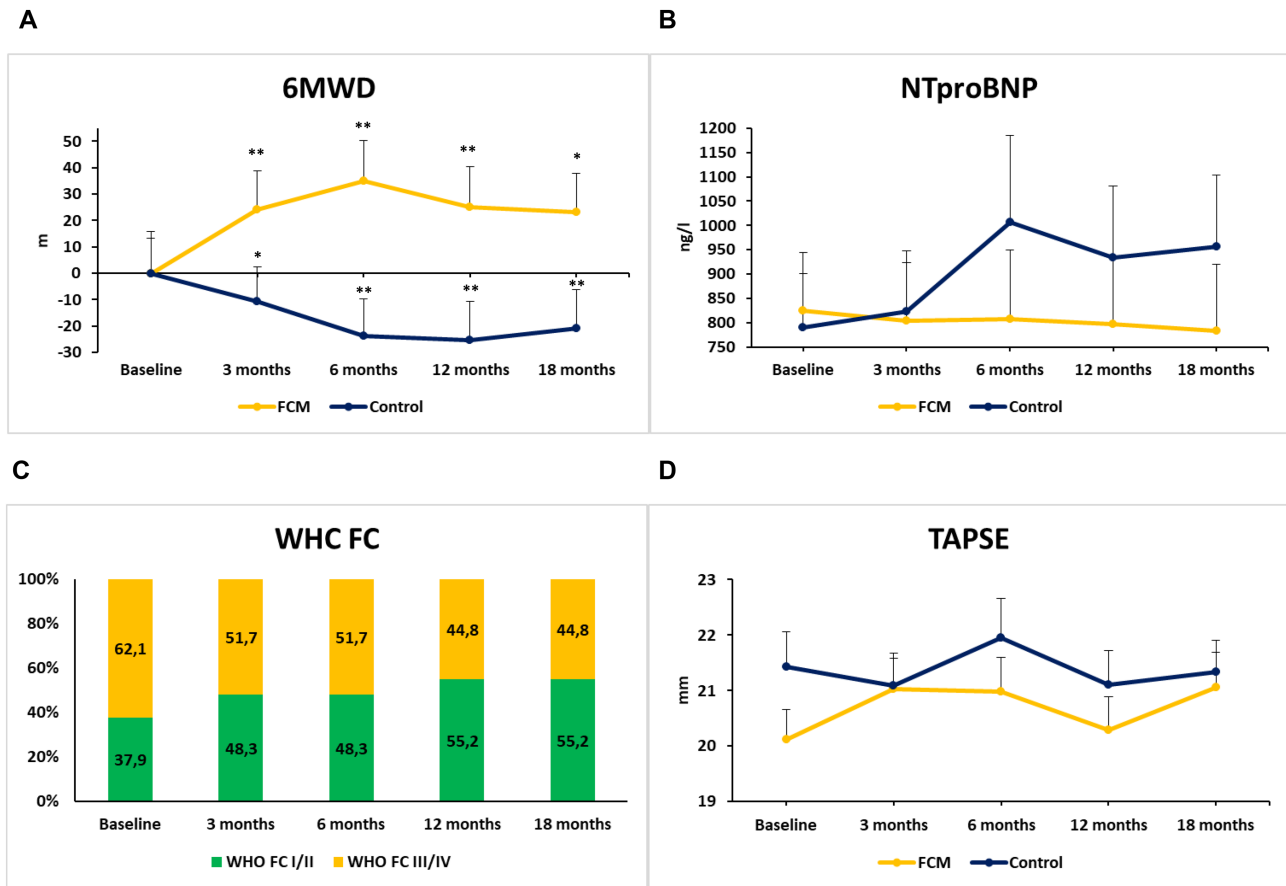 A
6MWD
m
50
40
30
20
10
0
-10
-20
-30
** ** ** *
* ** ** **
Baseline 3 months 6 months 12 months 18 months
FCM Control
B
NTproBNP
ng/l
1200
1150
1100
1050
1000
950
900
850
800
750
Baseline 3 months 6 months 12 months 18 months
FCM Control
C
WHC FC
100%
80%
60%
40%
20%
0%
62,1 51,7 51,7 44,8 44,8
37,9 48,3 48,3 55,2 55,2
Baseline 3 months 6 months 12 months 18 months
WHO FC I/II WHO FC III/IV
D
TAPSE
mm
23
22
21
20
19
Baseline 3 months 6 months 12 months 18 months
FCM Control